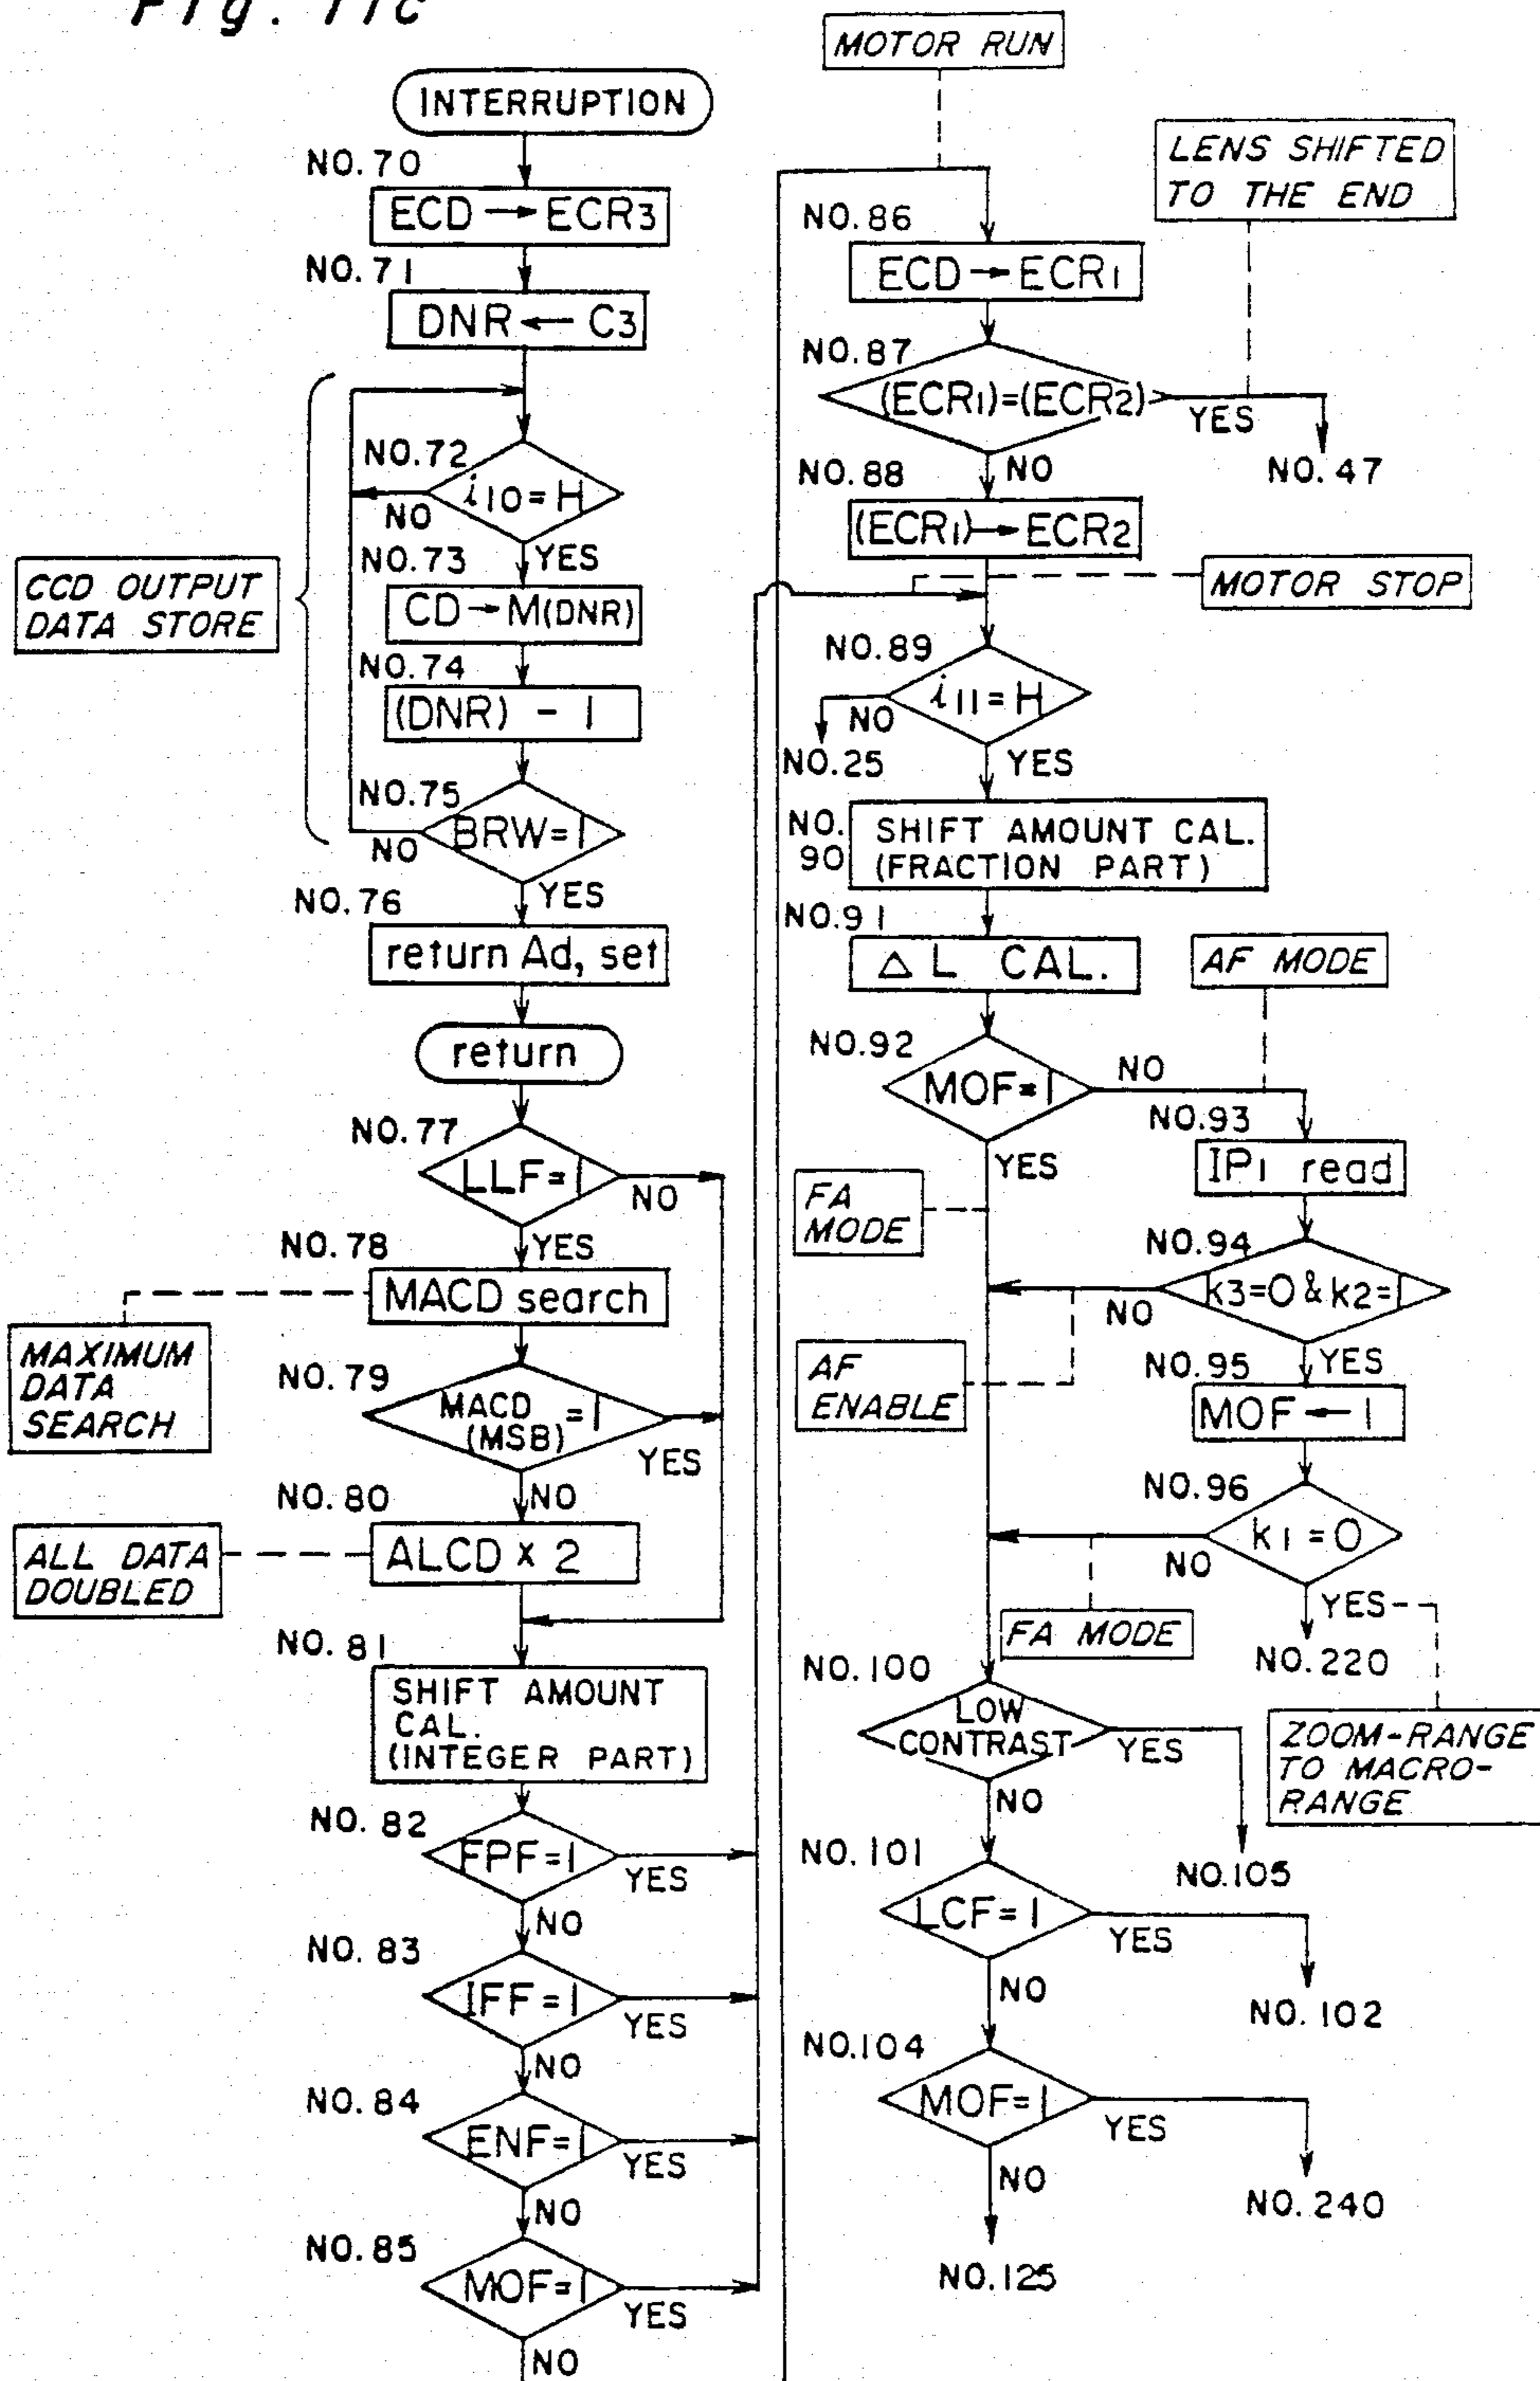 Fig. 11c
INTERRUPTION
NO.70
ECD → ECR3
NO.71
DNR ← C3
NO.72
i10=H
NO
YES
CCD OUTPUT
DATA STORE
NO.73
CD→M(DNR)
NO.74
(DNR) - 1
NO.75
BRW=1
NO
YES
NO.76
return Ad, set
return
NO.77
LLF=1
NO
YES
NO.78
MACD search
MAXIMUM
DATA
SEARCH
NO.79
MACD
(MSB) =1
YES
NO
NO.80
ALCD x 2
ALL DATA
DOUBLED
NO.81
SHIFT AMOUNT
CAL.
(INTEGER PART)
NO.82
FPF=1
YES
NO
NO.83
IFF=1
YES
NO
NO.84
ENF=1
YES
NO
NO.85
MOF=1
YES
NO
MOTOR RUN
LENS SHIFTED
TO THE END
NO.86
ECD→ECR1
NO.87
(ECR1)=(ECR2)
YES
NO.47
NO
NO.88
(ECR1)→ECR2
MOTOR STOP
NO.89
i11=H
NO
NO.25
YES
NO.
90
SHIFT AMOUNT CAL.
(FRACTION PART)
NO.91
△L CAL.
AF MODE
NO.92
MOF=1
NO
YES
NO.93
IP1 read
FA
MODE
NO.94
k3=0 & k2=1
NO
YES
AF
ENABLE
NO.95
MOF←1
NO.96
k1=0
NO
YES
FA MODE
NO.220
ZOOM-RANGE
TO MACRO-
RANGE
NO.100
LOW
CONTRAST
YES
NO
NO.105
NO.101
LCF=1
YES
NO
NO.102
NO.104
MOF=1
YES
NO
NO.240
NO.125